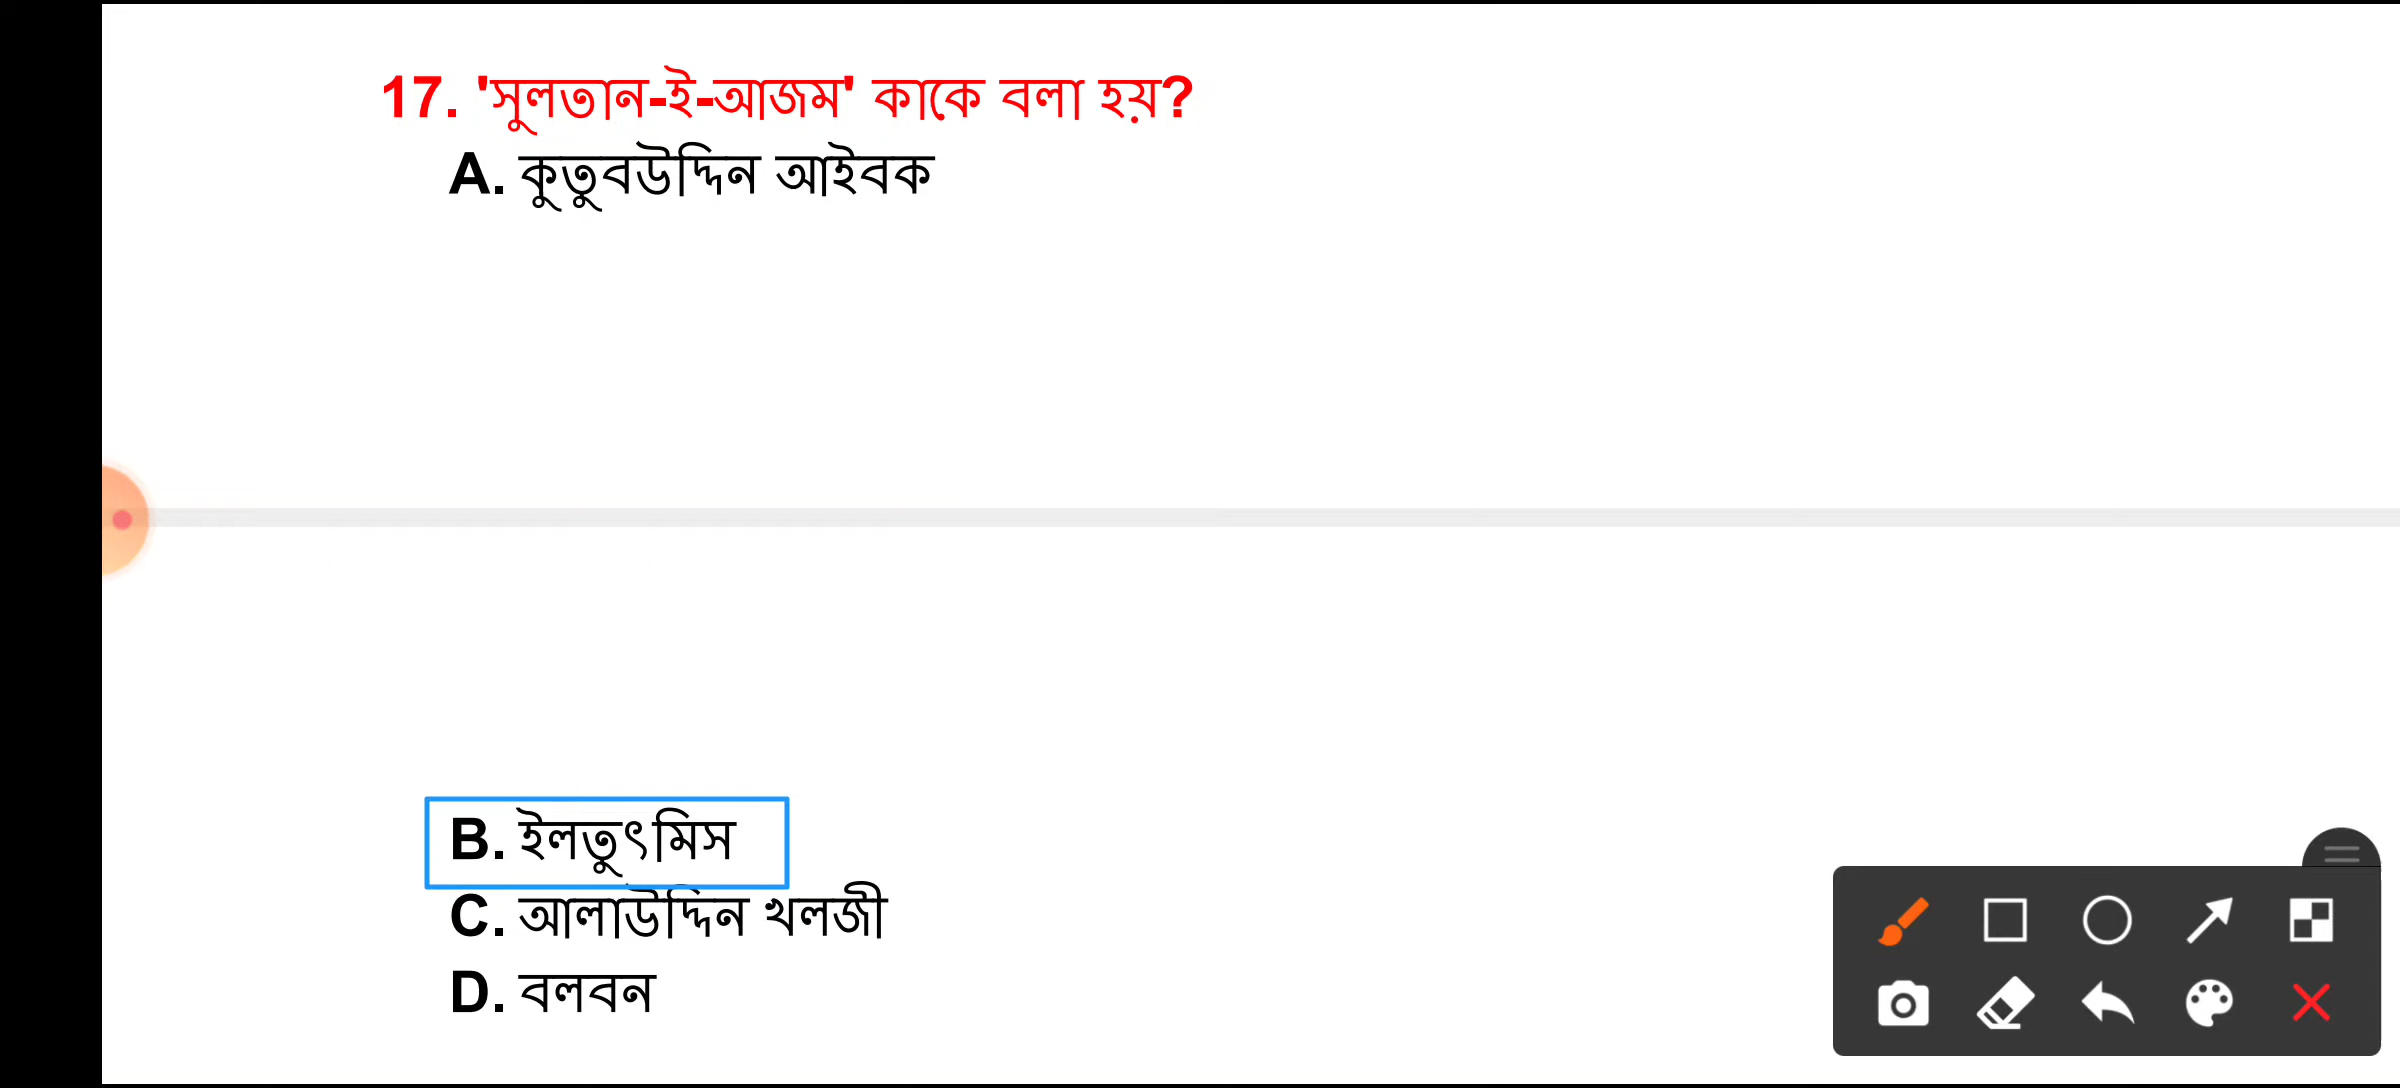 17. 'সুলতান-ই-আজম' কাকে বলা হয়?
A. কুতুবউদ্দিন আইবক
B. ইলতুৎমিস
C. আলাউদ্দিন খলজী
D. বলবন